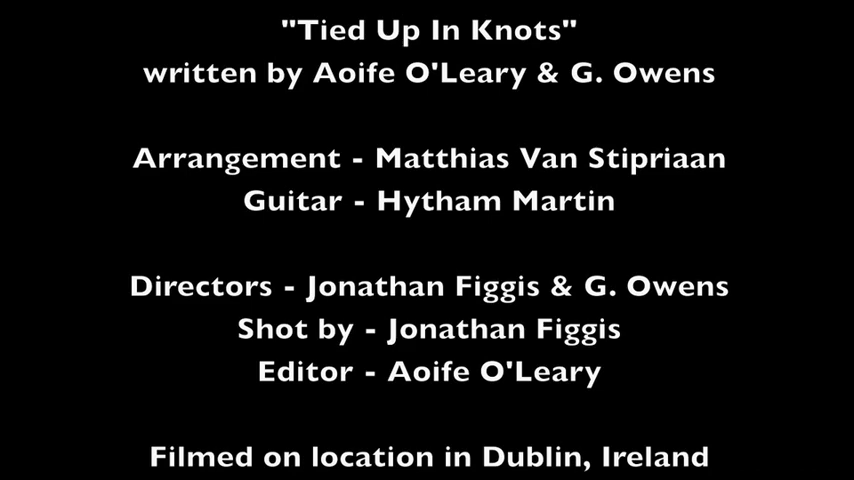 "Tied Up In Knots"
written by Aoife O'Leary & G. Owens
Arrangement - Matthias Van Stipriaan
Guitar - Hytham Martin
Directors - Jonathan Figgis & G. Owens
Shot by - Jonathan Figgis
Editor - Aoife O'Leary
Filmed on location in Dublin, Ireland